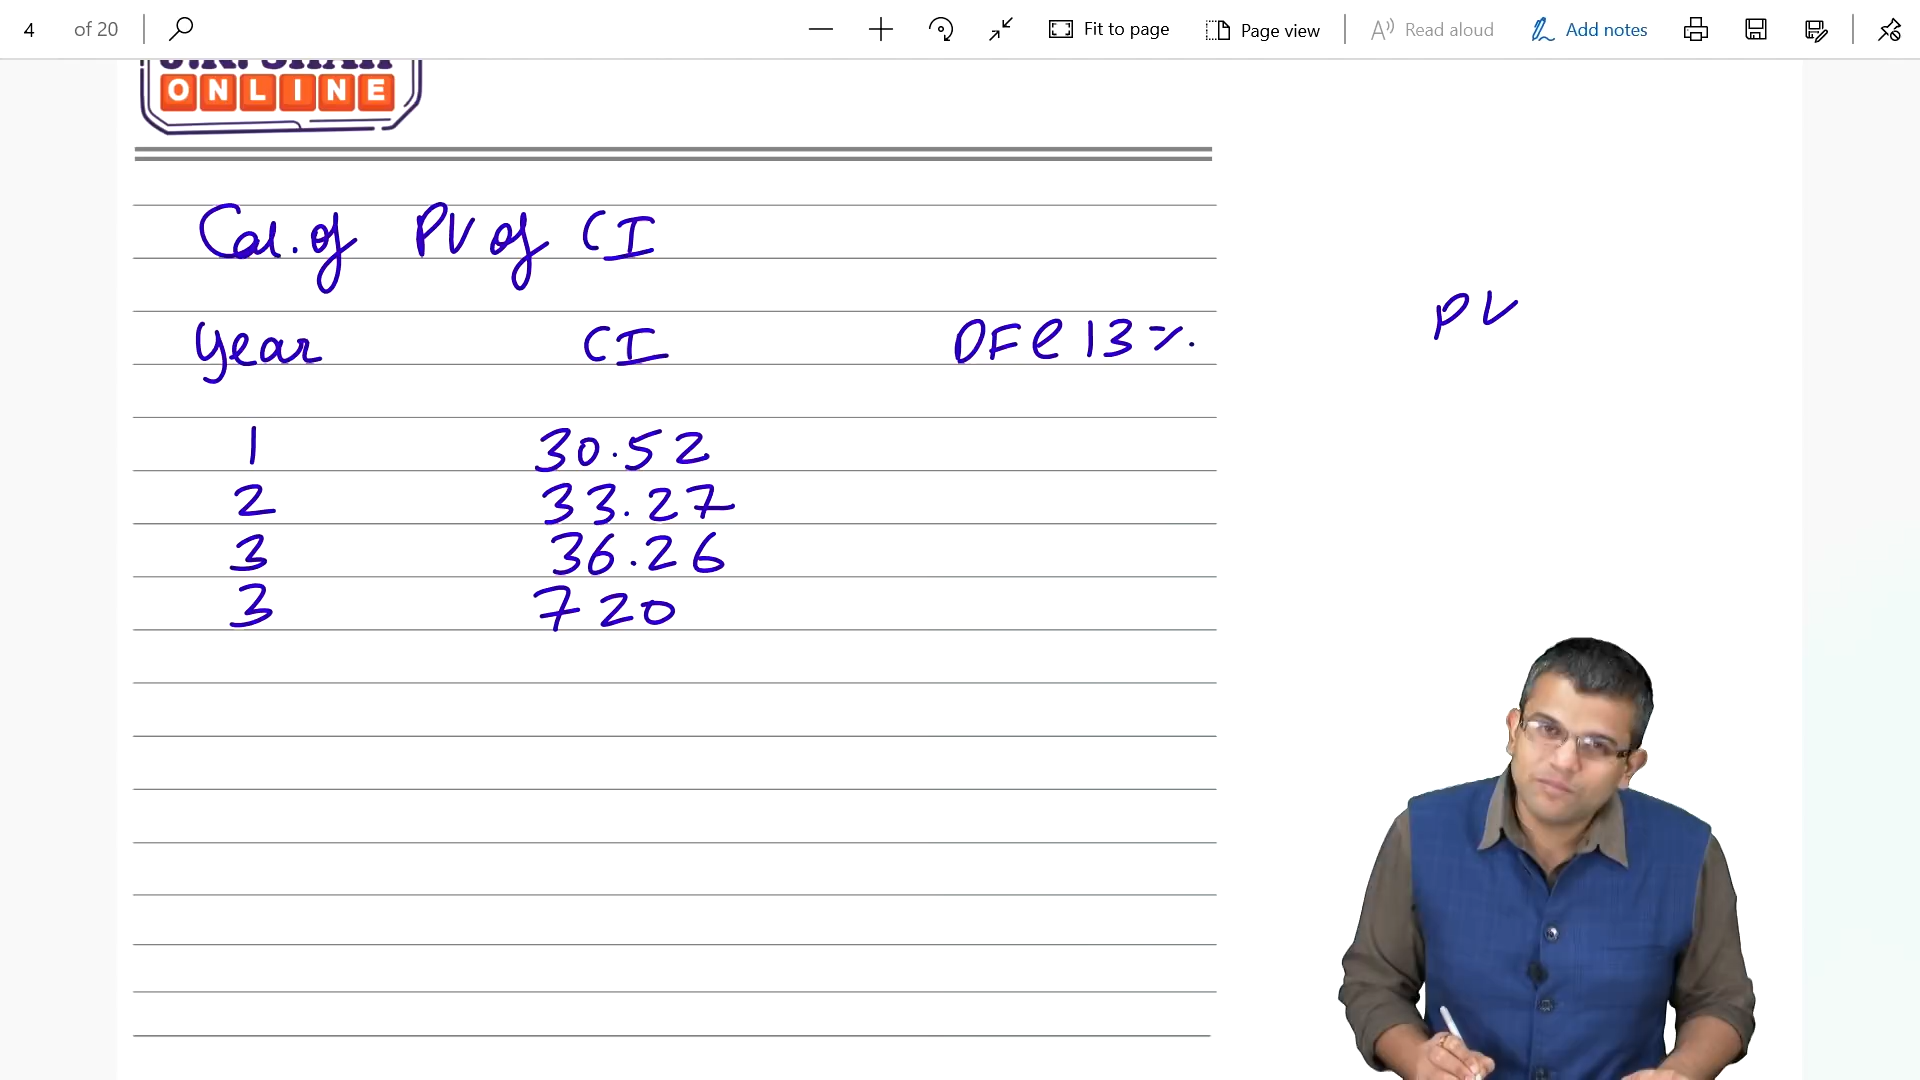 4 of 20 Fit to page Page view Read aloud Add notes
ONLINE
Cal. of PV of CI
Year CI DF @ 13 %. PV
1 30.52
2 33.27
3 36.26
3 720